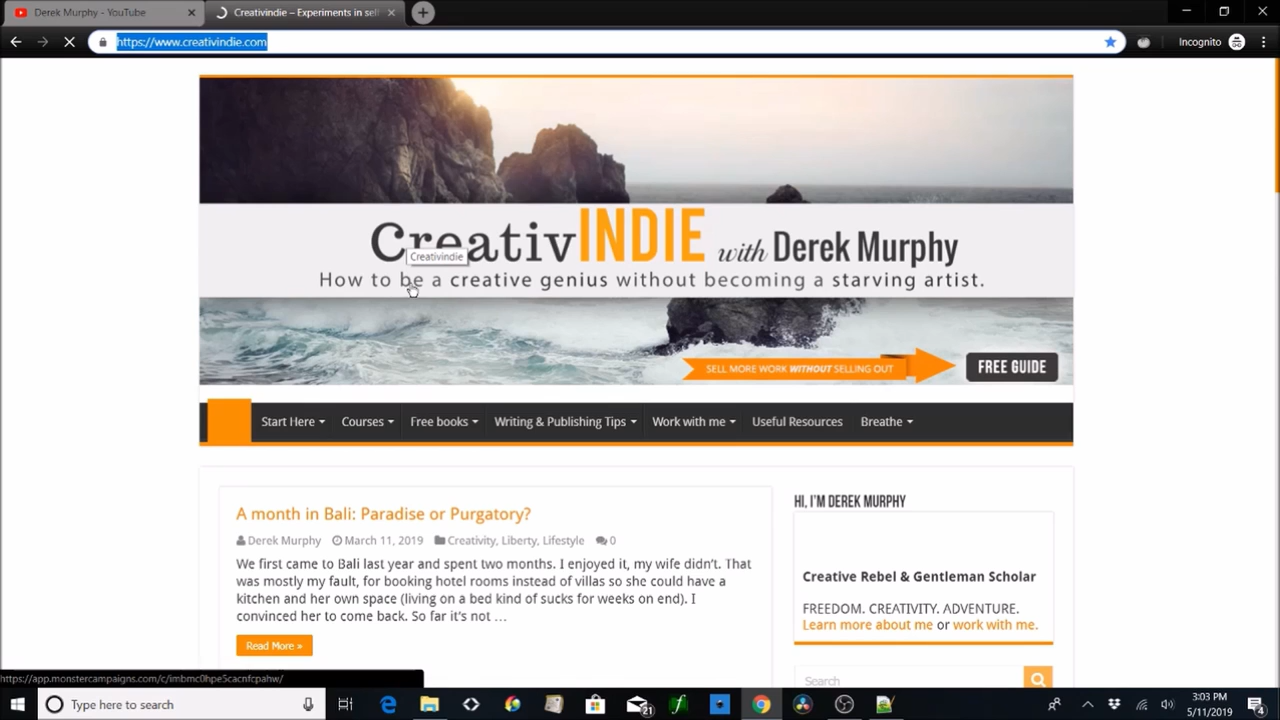 Derek Murphy - YouTube
Creativindie – Experiments in sel
https://www.creativindie.com
Incognito
CreativINDIE with Derek Murphy
Creativindie
How to be a creative genius without becoming a starving artist.
SELL MORE WORK WITHOUT SELLING OUT
FREE GUIDE
Start Here
Courses
Free books
Writing & Publishing Tips
Work with me
Useful Resources
Breathe
A month in Bali: Paradise or Purgatory?
Derek Murphy March 11, 2019 Creativity, Liberty, Lifestyle 0
We first came to Bali last year and spent two months. I enjoyed it, my wife didn't. That
was mostly my fault, for booking hotel rooms instead of villas so she could have a
kitchen and her own space (living on a bed kind of sucks for weeks on end). I
convinced her to come back. So far it's not …
Read More »
HI, I'M DEREK MURPHY
Creative Rebel & Gentleman Scholar
FREEDOM. CREATIVITY. ADVENTURE.
Learn more about me or work with me.
Search
https://app.monstercampaigns.com/c/imbmc0hpe5cacnfcpahw/
Type here to search
21
3:03 PM
5/11/2019
4